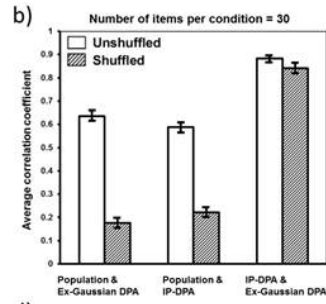 b)
Number of items per condition = 30
Average correlation coefficient
1
0.9
0.8
0.7
0.6
0.5
0.4
0.3
0.2
0.1
0
Unshuffled
Shuffled
Population &
Ex-Gaussian DPA
Population &
IP-DPA
IP-DPA &
Ex-Gaussian DPA